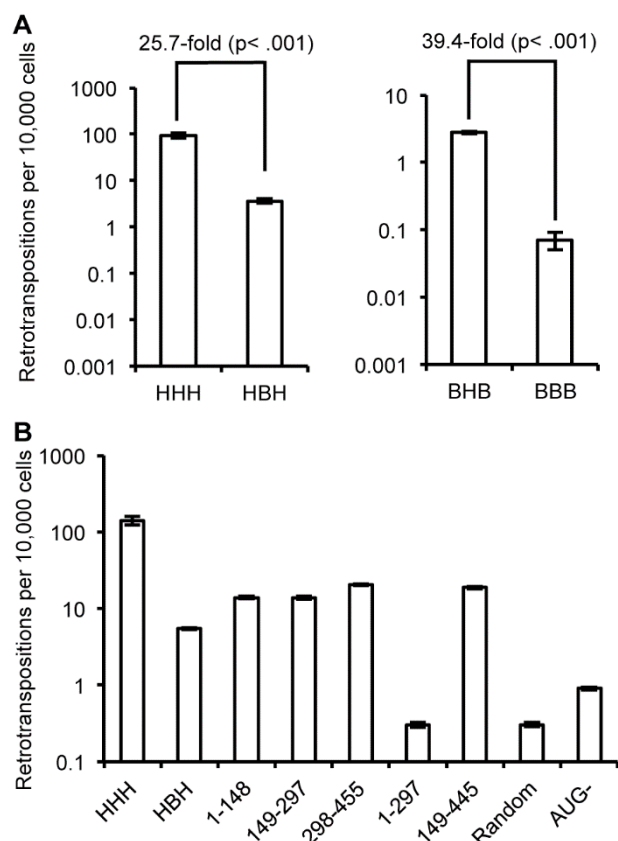 A
25.7-fold (p< .001)
39.4-fold (p< .001)
Retrotranspositions per 10,000 cells
1000
100
10
1
0.1
0.01
0.001
HHH HBH
10
1
0.1
0.01
0.001
BHB BBB
B
Retrotranspositions per 10,000 cells
1000
100
10
1
0.1
HHH
HBH
1-148
149-297
298-455
1-297
149-445
Random
AUG-